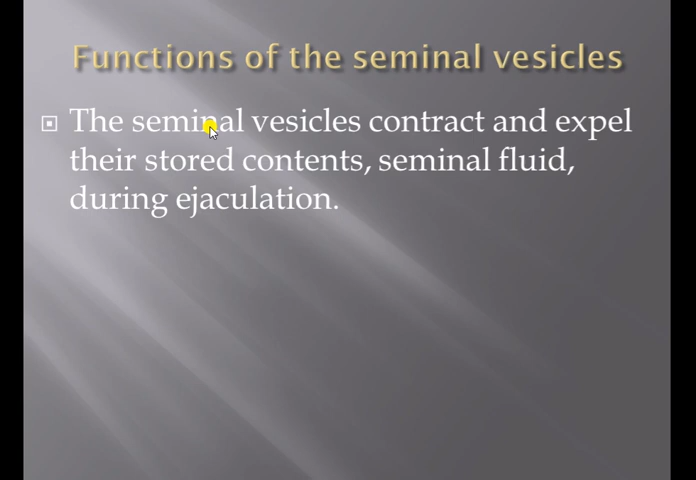 Functions of the seminal vesicles
The seminal vesicles contract and expel
their stored contents, seminal fluid,
during ejaculation.